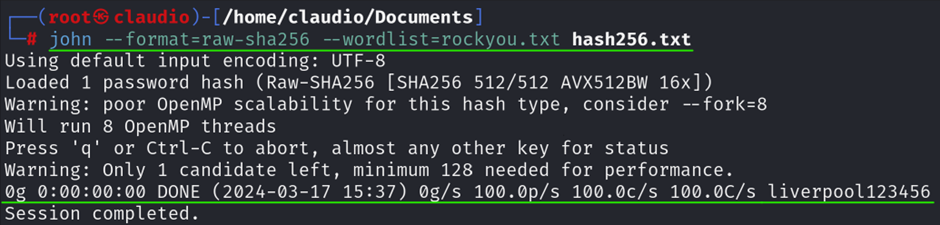 ┌──(root㉿claudio)-[/home/claudio/Documents]
└─# john --format=raw-sha256 --wordlist=rockyou.txt hash256.txt
Using default input encoding: UTF-8
Loaded 1 password hash (Raw-SHA256 [SHA256 512/512 AVX512BW 16x])
Warning: poor OpenMP scalability for this hash type, consider --fork=8
Will run 8 OpenMP threads
Press 'q' or Ctrl-C to abort, almost any other key for status
Warning: Only 1 candidate left, minimum 128 needed for performance.
0g 0:00:00:00 DONE (2024-03-17 15:37) 0g/s 100.0p/s 100.0c/s 100.0C/s liverpool123456
Session completed.